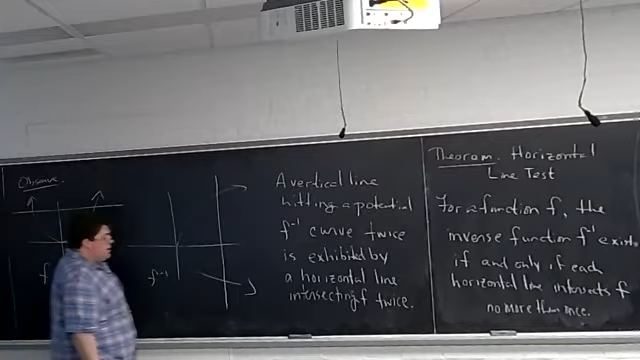 Observe.
f
f⁻¹
A vertical line
hitting a potential
f⁻¹ curve twice
is exhibited by
a horizontal line
intersecting f twice.
Theorem. Horizontal
Line Test
For a function f, the
inverse function f⁻¹ exists
if and only if each
horizontal line intersects f
no more than once.